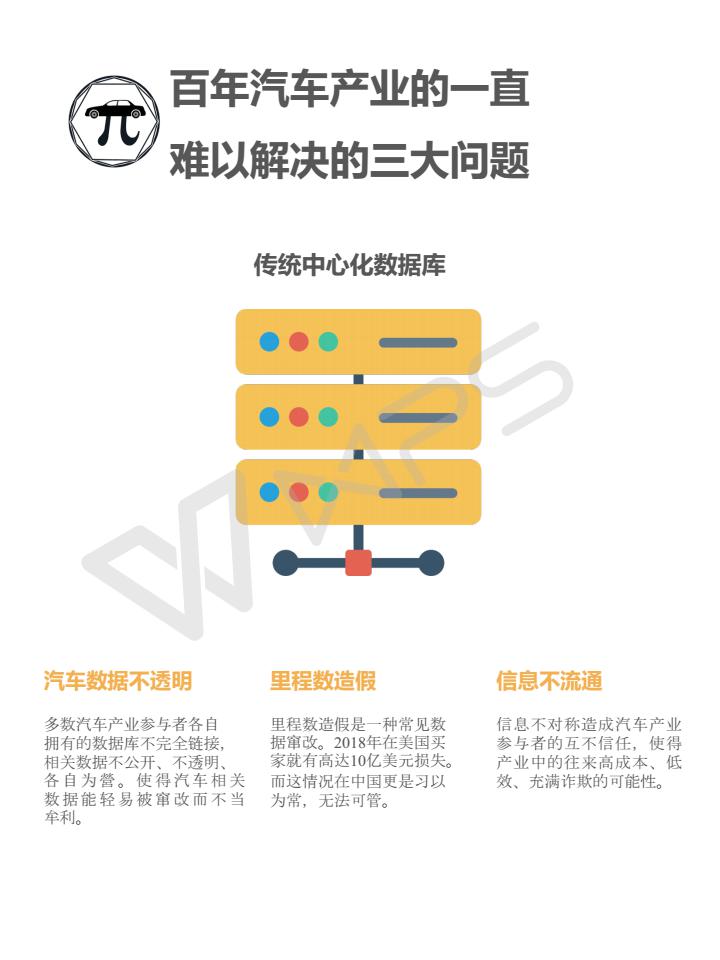 百年汽车产业的一直
难以解决的三大问题
π
传统中心化数据库
WAPS
汽车数据不透明
多数汽车产业参与者各自
拥有的数据库不完全链接，
相关数据不公开、不透明、
各自为营。使得汽车相关
数据能轻易被窜改而不当
牟利。
里程数造假
里程数造假是一种常见数
据窜改。2018年在美国买
家就有高达10亿美元损失。
而这情况在中国更是习以
为常，无法可管。
信息不流通
信息不对称造成汽车产业
参与者的互不信任，使得
产业中的往来高成本、低
效、充满诈欺的可能性。